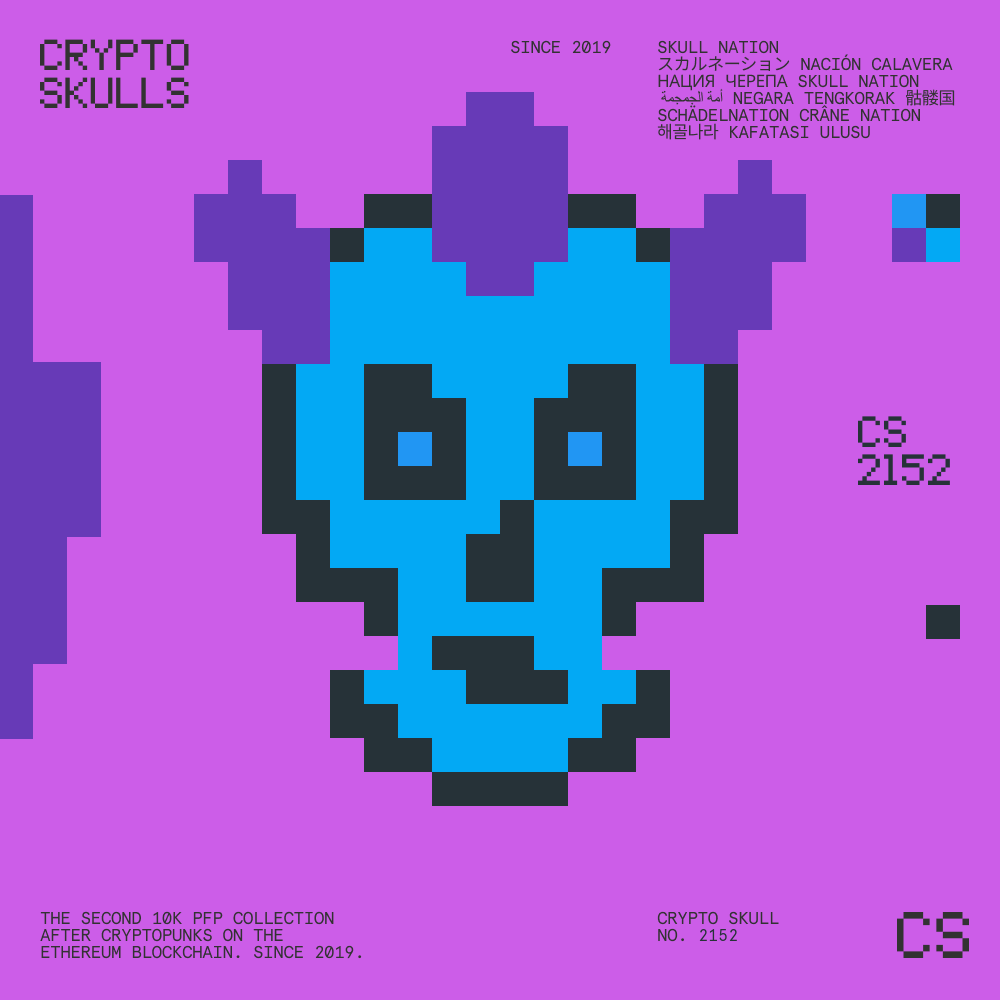 CRYPTO
SKULLS
SINCE 2019
SKULL NATION
スカルネーション NACIÓN CALAVERA
НАЦИЯ ЧЕРЕПА SKULL NATION
أمة الجمجمة NEGARA TENGKORAK 骷髅国
SCHÄDELNATION CRÂNE NATION
해골나라 KAFATASI ULUSU
CS
2152
THE SECOND 10K PFP COLLECTION
AFTER CRYPTOPUNKS ON THE
ETHEREUM BLOCKCHAIN. SINCE 2019.
CRYPTO SKULL
NO. 2152
CS